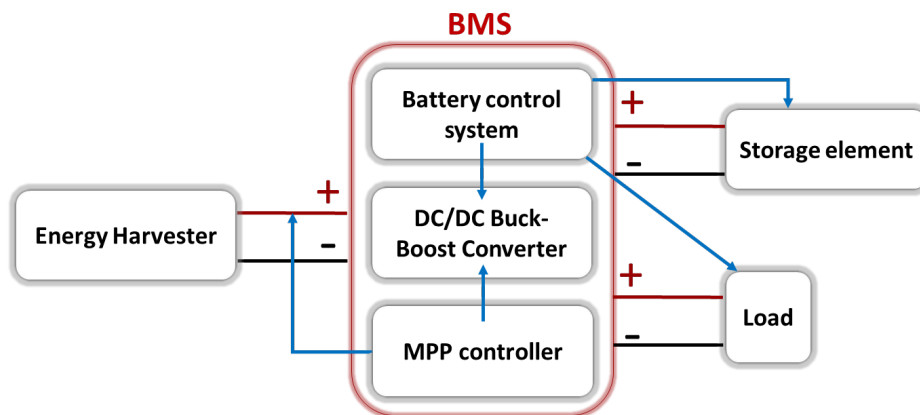 BMS
Battery control
system
+
-
Storage element
Energy Harvester
+
-
DC/DC Buck-
Boost Converter
+
-
Load
MPP controller